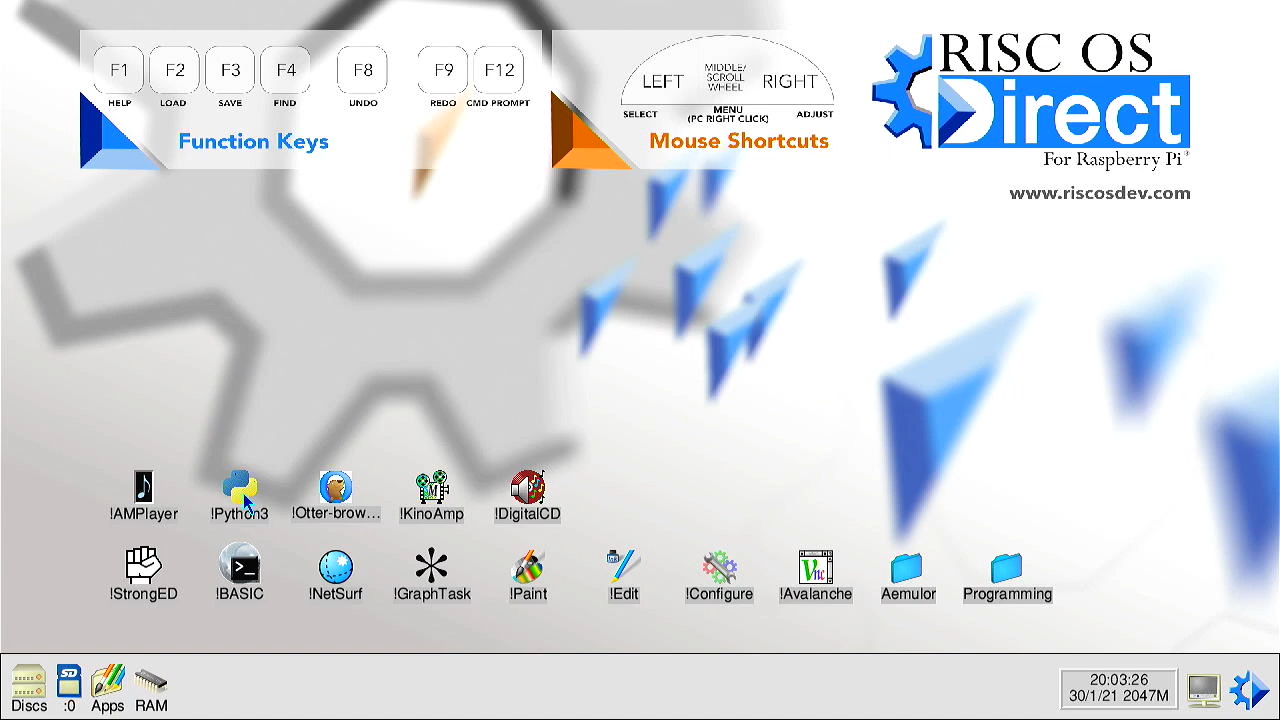 F1 F2 F3 F4 F8 F9 F12
HELP LOAD SAVE FIND UNDO REDO CMD PROMPT
Function Keys
LEFT MIDDLE/ SCROLL WHEEL RIGHT
SELECT MENU (PC RIGHT CLICK) ADJUST
Mouse Shortcuts
RISC OS
Direct
For Raspberry Pi®
www.riscosdev.com
!AMPlayer !Python3 !Otter-brow... !KinoAmp !DigitalCD
!StrongED !BASIC !NetSurf !GraphTask !Paint !Edit !Configure !Avalanche Aemulor Programming
Discs :0 Apps RAM
20:03:26
30/1/21 2047M